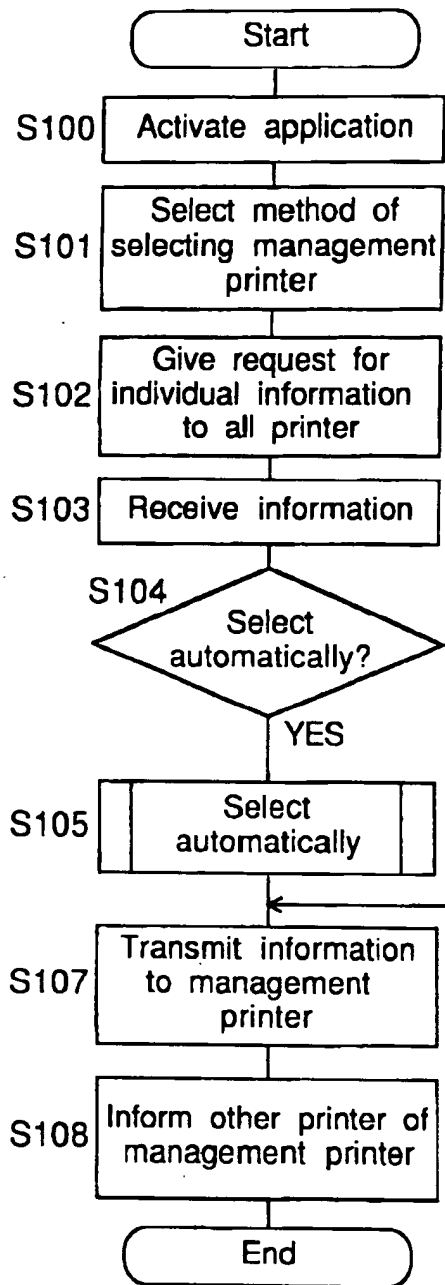 Start
S100
Activate application
S101
Select method of
selecting management
printer
S102
Give request for
individual information
to all printer
S103
Receive information
S104
Select
automatically?
YES
S105
Select
automatically
S107
Transmit information
to management
printer
S108
Inform other printer of
management printer
End